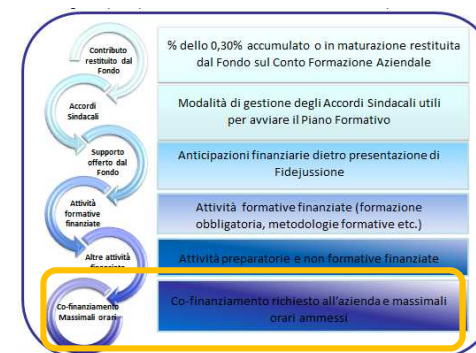 Contributo
restituito dal
Fondo
% dello 0,30% accumulato o in maturazione restituita
dal Fondo sul Conto Formazione Aziendale
Accordi
Sindacali
Modalità di gestione degli Accordi Sindacali utili
per avviare il Piano Formativo
Supporto
offerto dal
Fondo
Anticipazioni finanziarie dietro presentazione di
Fidejussione
Attività
formative
finanziate
Attività formative finanziate (formazione
obbligatoria, metodologie formative etc.)
Altre attività
finanziate
Attività preparatorie e non formative finanziate
Co-finanziamento
Massimali orari
Co-finanziamento richiesto all'azienda e massimali
orari ammessi